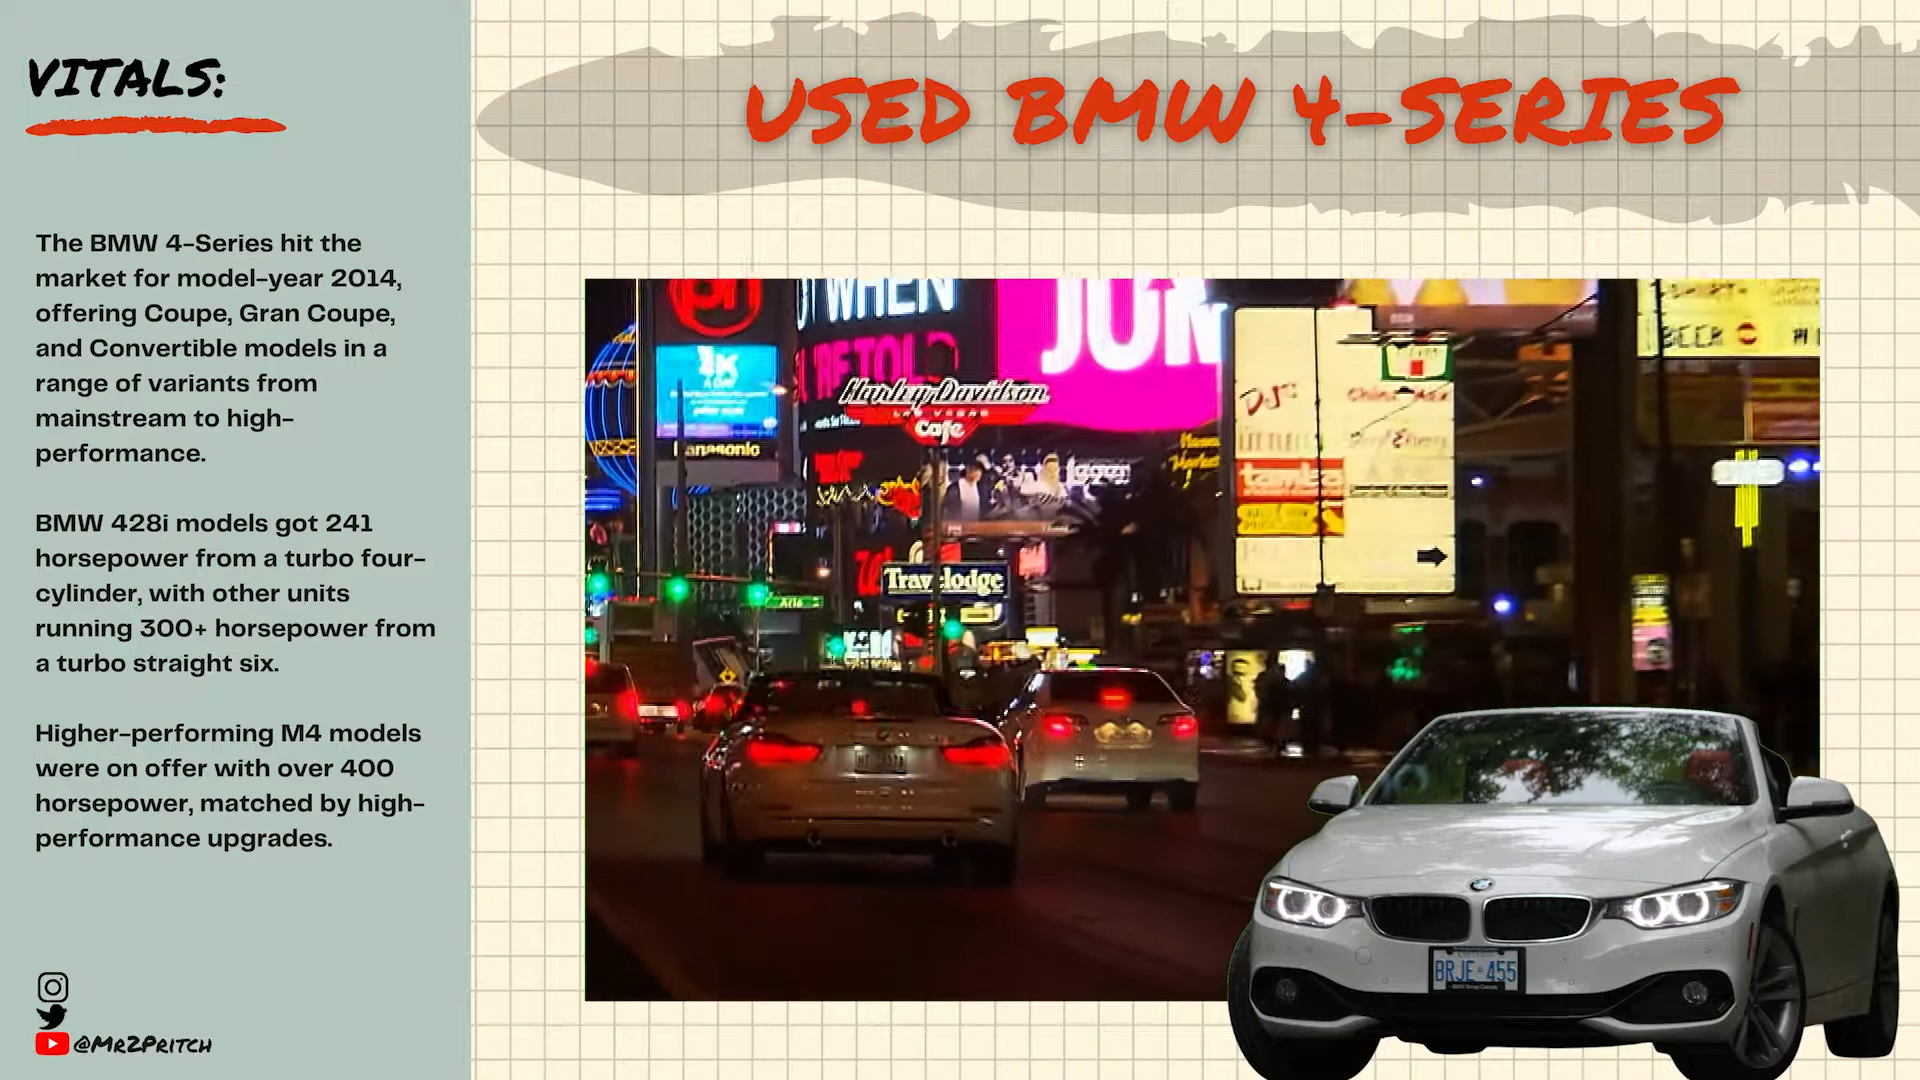 VITALS:
USED BMW 4-SERIES
The BMW 4-Series hit the
market for model-year 2014,
offering Coupe, Gran Coupe,
and Convertible models in a
range of variants from
mainstream to high-
performance.
BMW 428i models got 241
horsepower from a turbo four-
cylinder, with other units
running 300+ horsepower from
a turbo straight six.
Higher-performing M4 models
were on offer with over 400
horsepower, matched by high-
performance upgrades.
@MR2PRITCH
WHEN
JUN
Harley-Davidson
LAS VEGAS
Cafe
Panasonic
BEER
Travelodge
Aria
BRJE 455